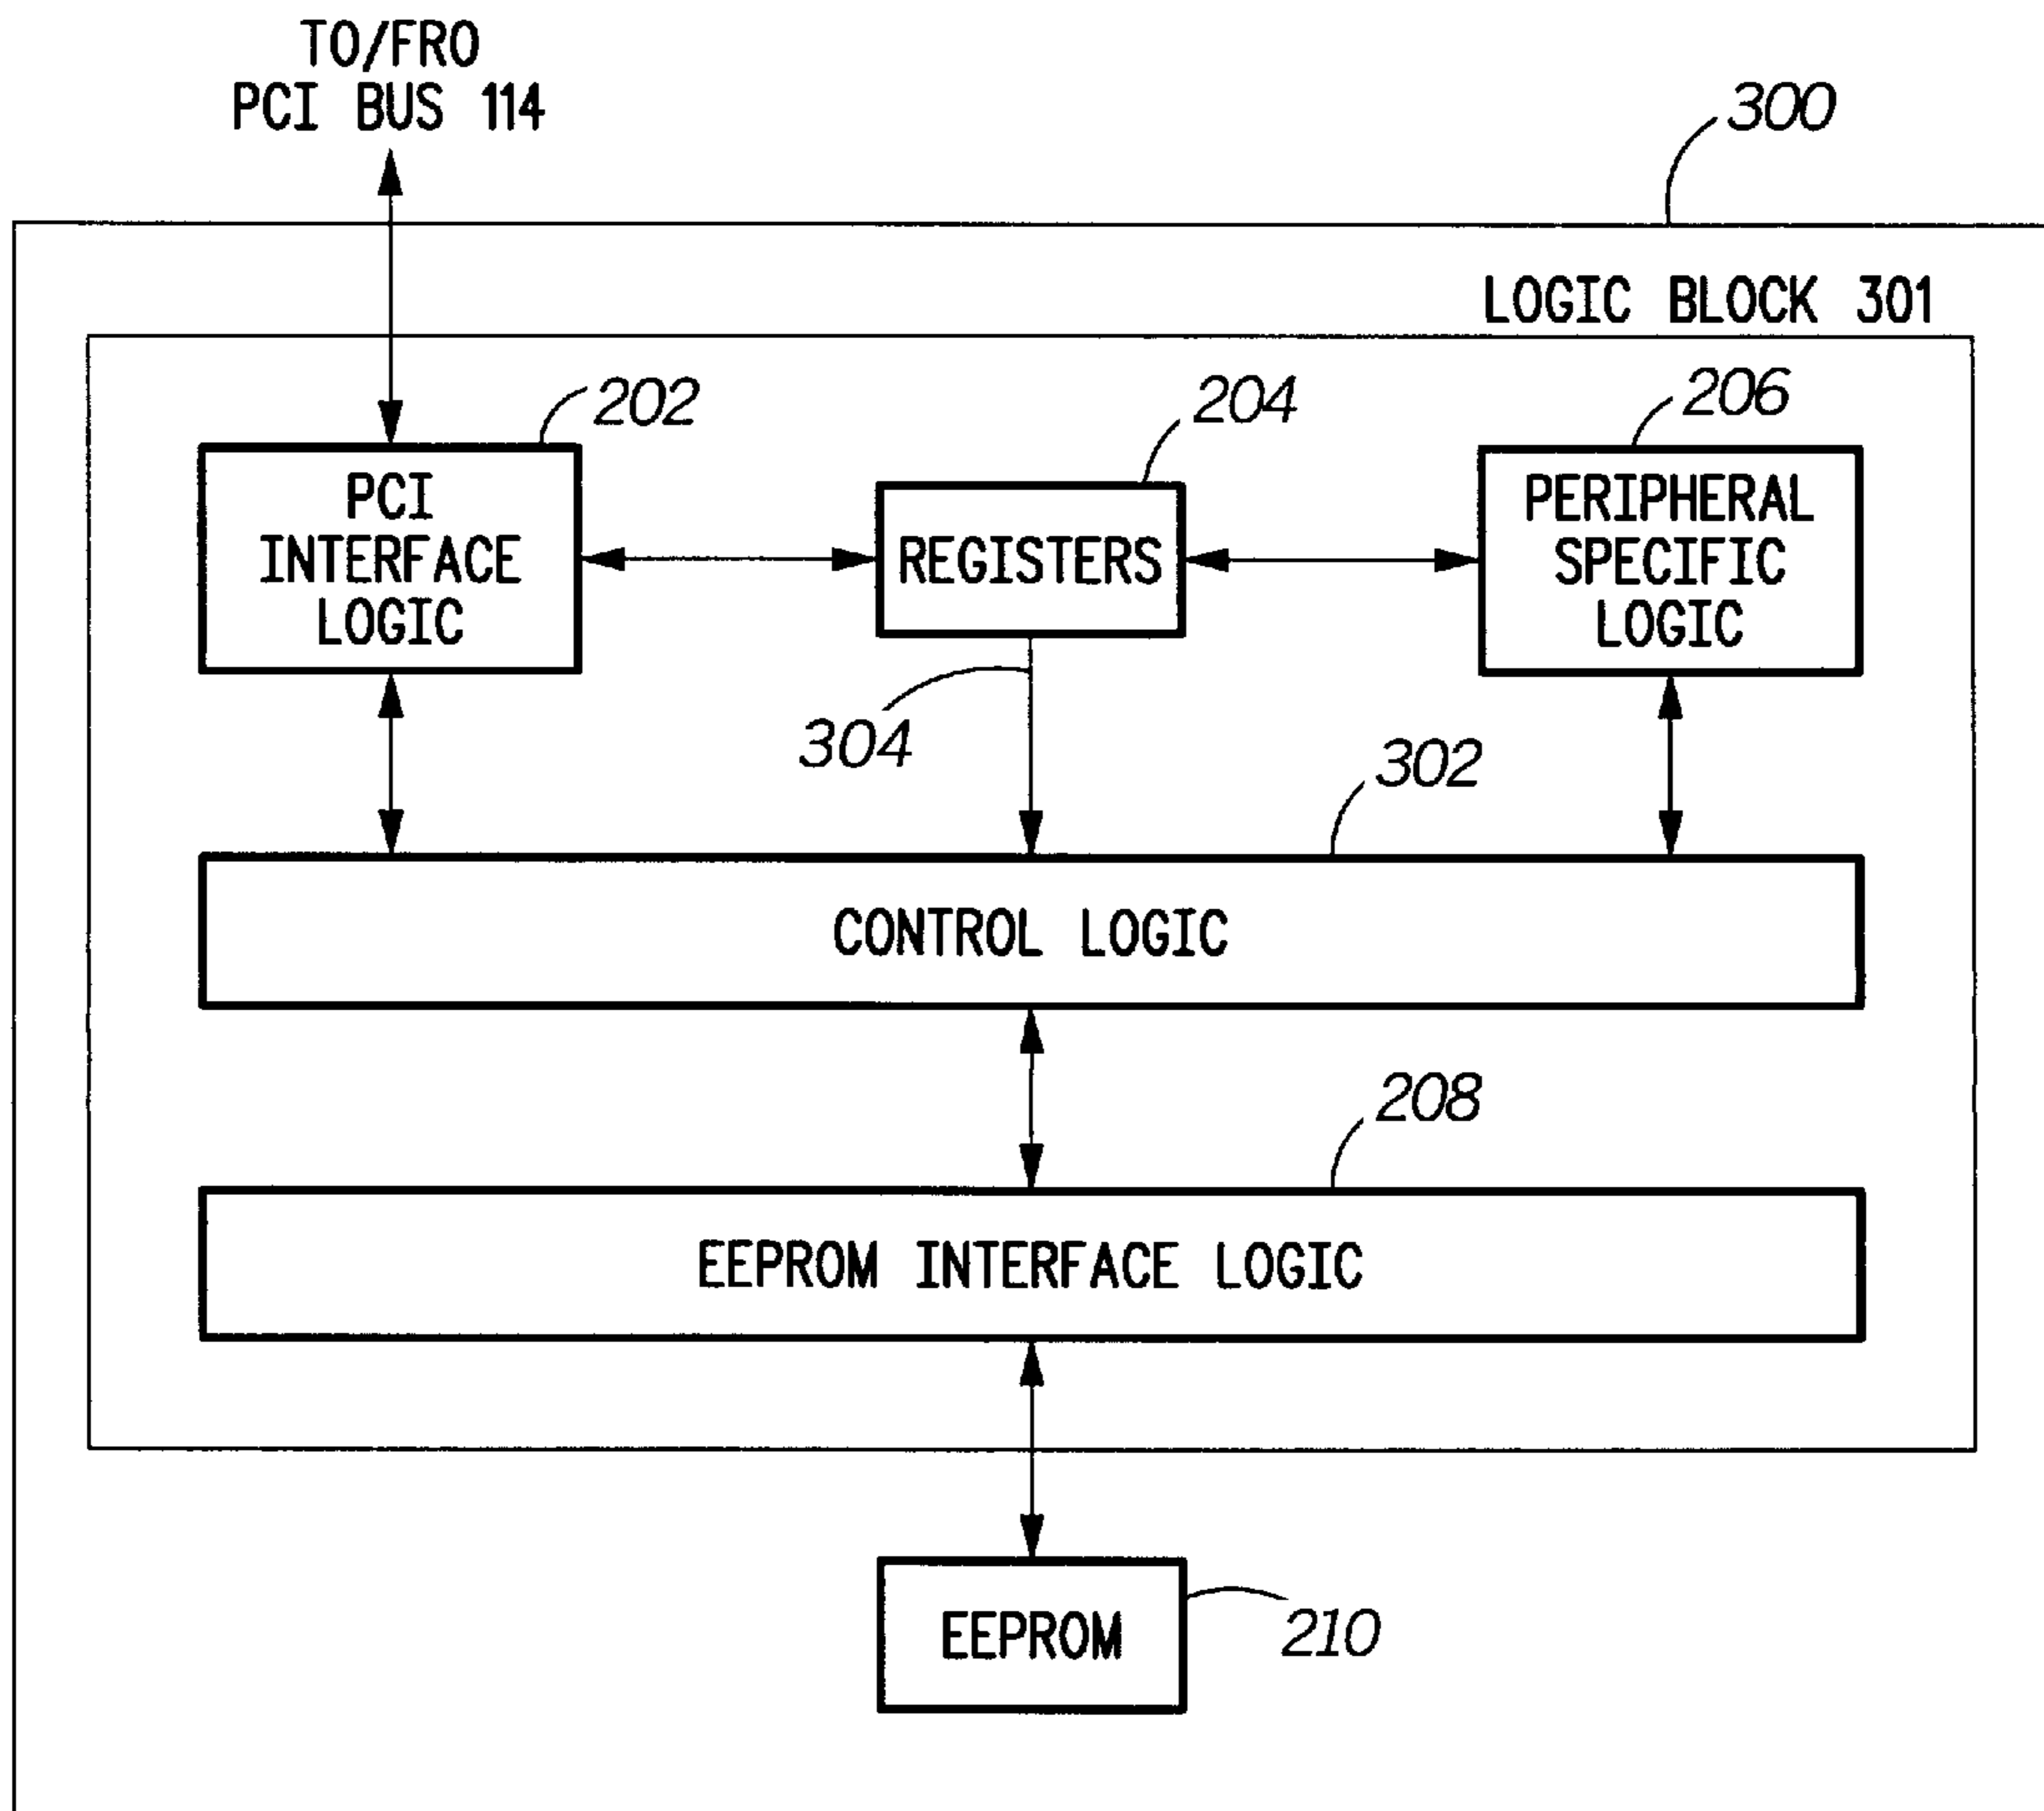 TO/FRO
PCI BUS 114
300
LOGIC BLOCK 301
202
204
206
PCI
INTERFACE
LOGIC
REGISTERS
PERIPHERAL
SPECIFIC
LOGIC
304
302
CONTROL LOGIC
208
EEPROM INTERFACE LOGIC
EEPROM
210